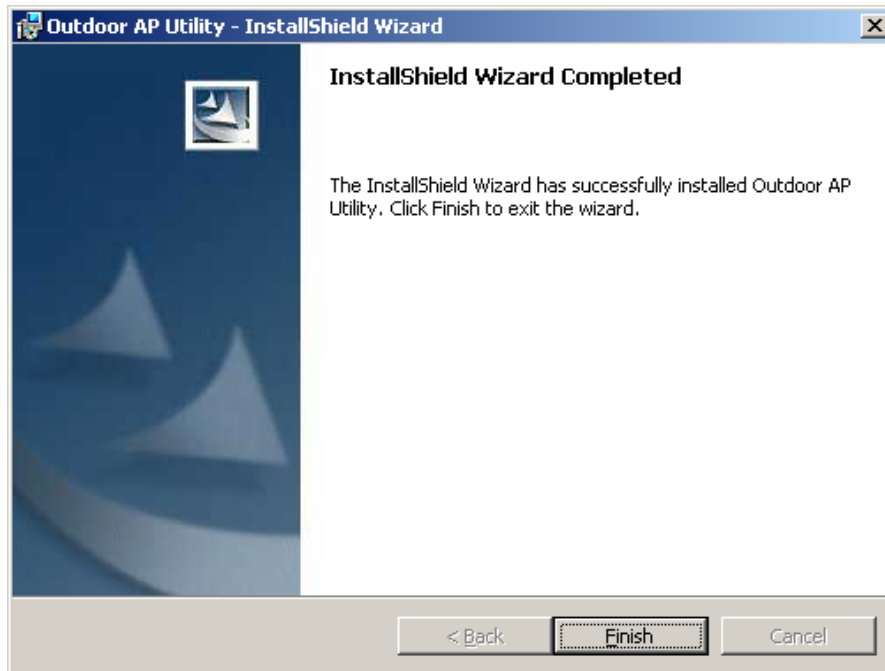 Outdoor AP Utility - InstallShield Wizard
InstallShield Wizard Completed
The InstallShield Wizard has successfully installed Outdoor AP
Utility. Click Finish to exit the wizard.
< Back
Finish
Cancel